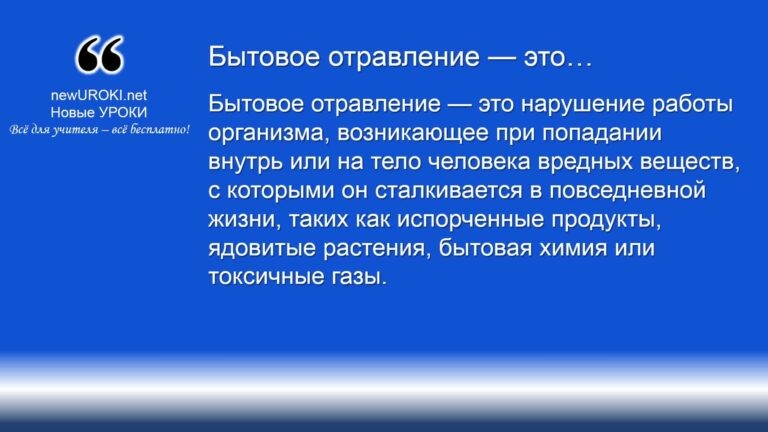 ❝
newUROKI.net
Новые УРОКИ
Всё для учителя – всё бесплатно!
Бытовое отравление — это…
Бытовое отравление — это нарушение работы
организма, возникающее при попадании
внутрь или на тело человека вредных веществ,
с которыми он сталкивается в повседневной
жизни, таких как испорченные продукты,
ядовитые растения, бытовая химия или
токсичные газы.